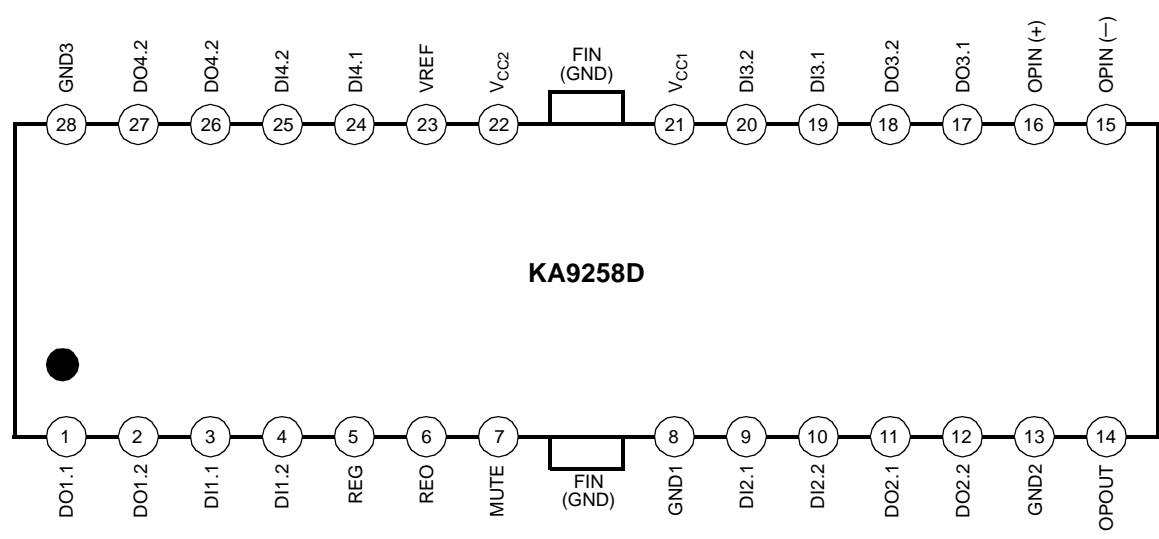 GND3
DO4.2
DO4.2
DI4.2
DI4.1
VREF
VCC2
FIN
(GND)
VCC1
DI3.2
DI3.1
DO3.2
DO3.1
OPIN (+)
OPIN (—)
28
27
26
25
24
23
22
21
20
19
18
17
16
15
KA9258D
1
2
3
4
5
6
7
8
9
10
11
12
13
14
DO1.1
DO1.2
DI1.1
DI1.2
REG
REO
MUTE
FIN
(GND)
GND1
DI2.1
DI2.2
DO2.1
DO2.2
GND2
OPOUT